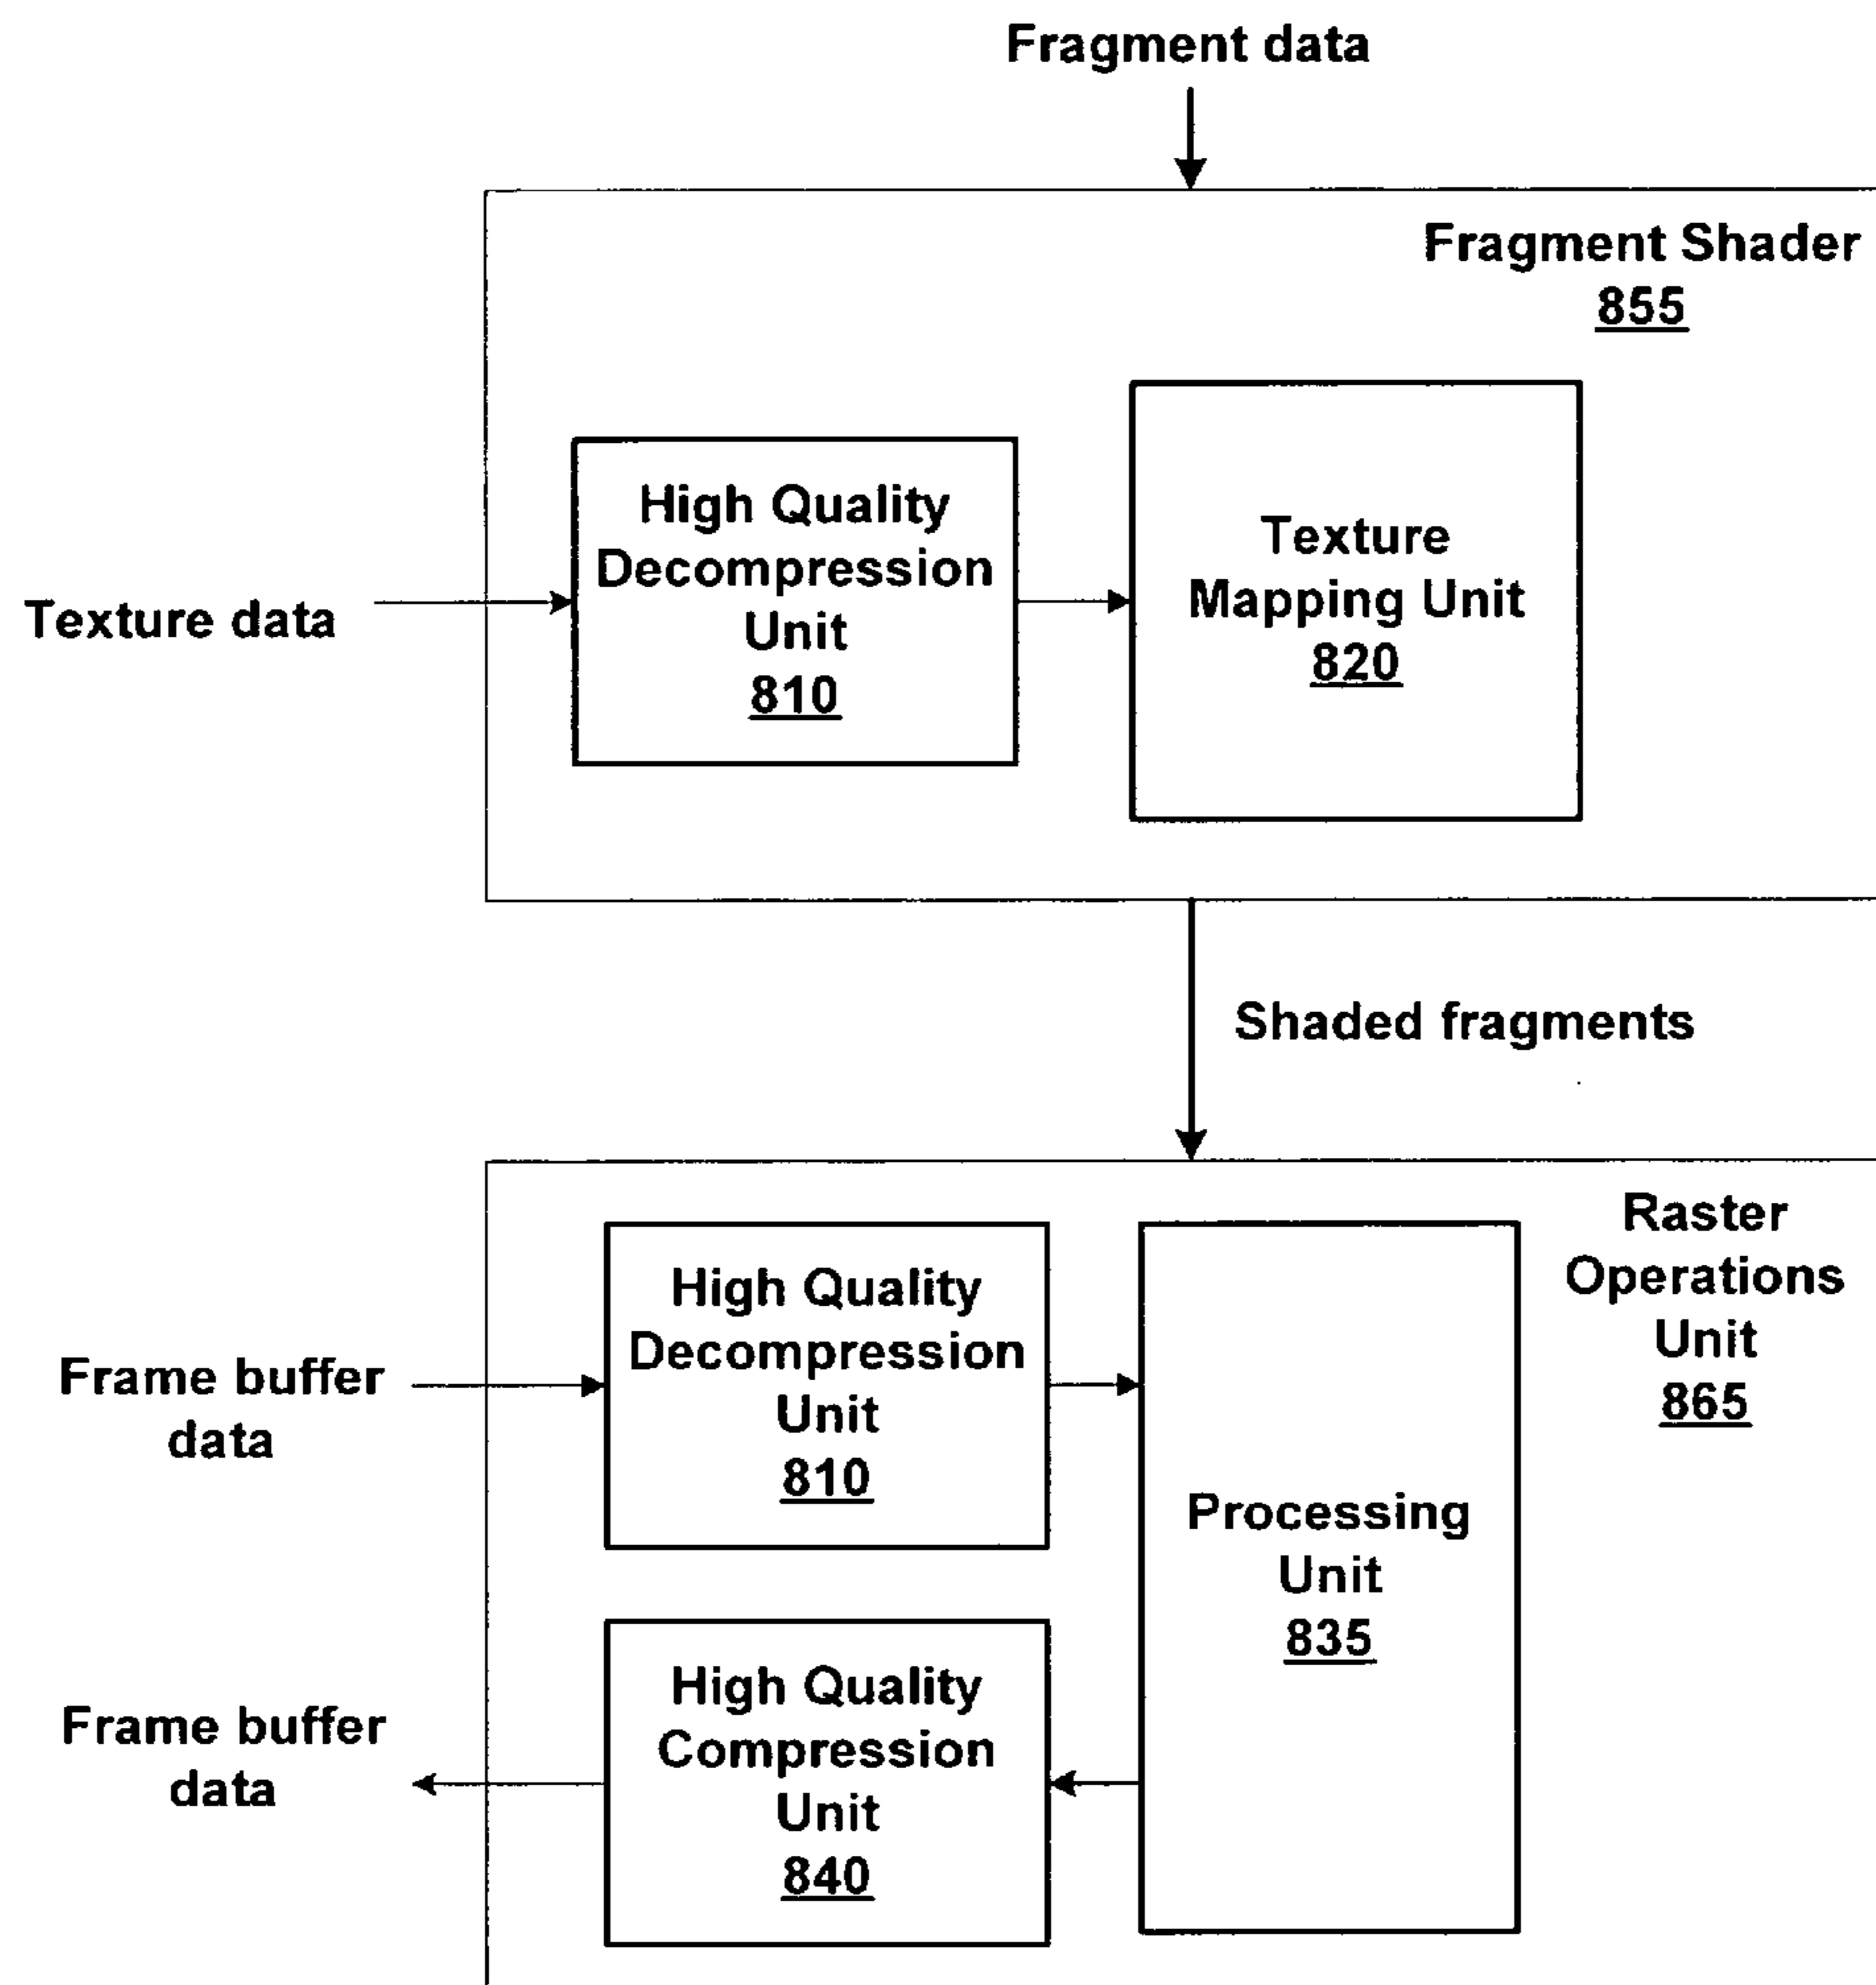 Fragment data
Fragment Shader
855
High Quality
Decompression
Unit
810
Texture
Mapping Unit
820
Texture data
Shaded fragments
Raster
Operations
Unit
865
High Quality
Decompression
Unit
810
Frame buffer
data
Processing
Unit
835
High Quality
Compression
Unit
840
Frame buffer
data